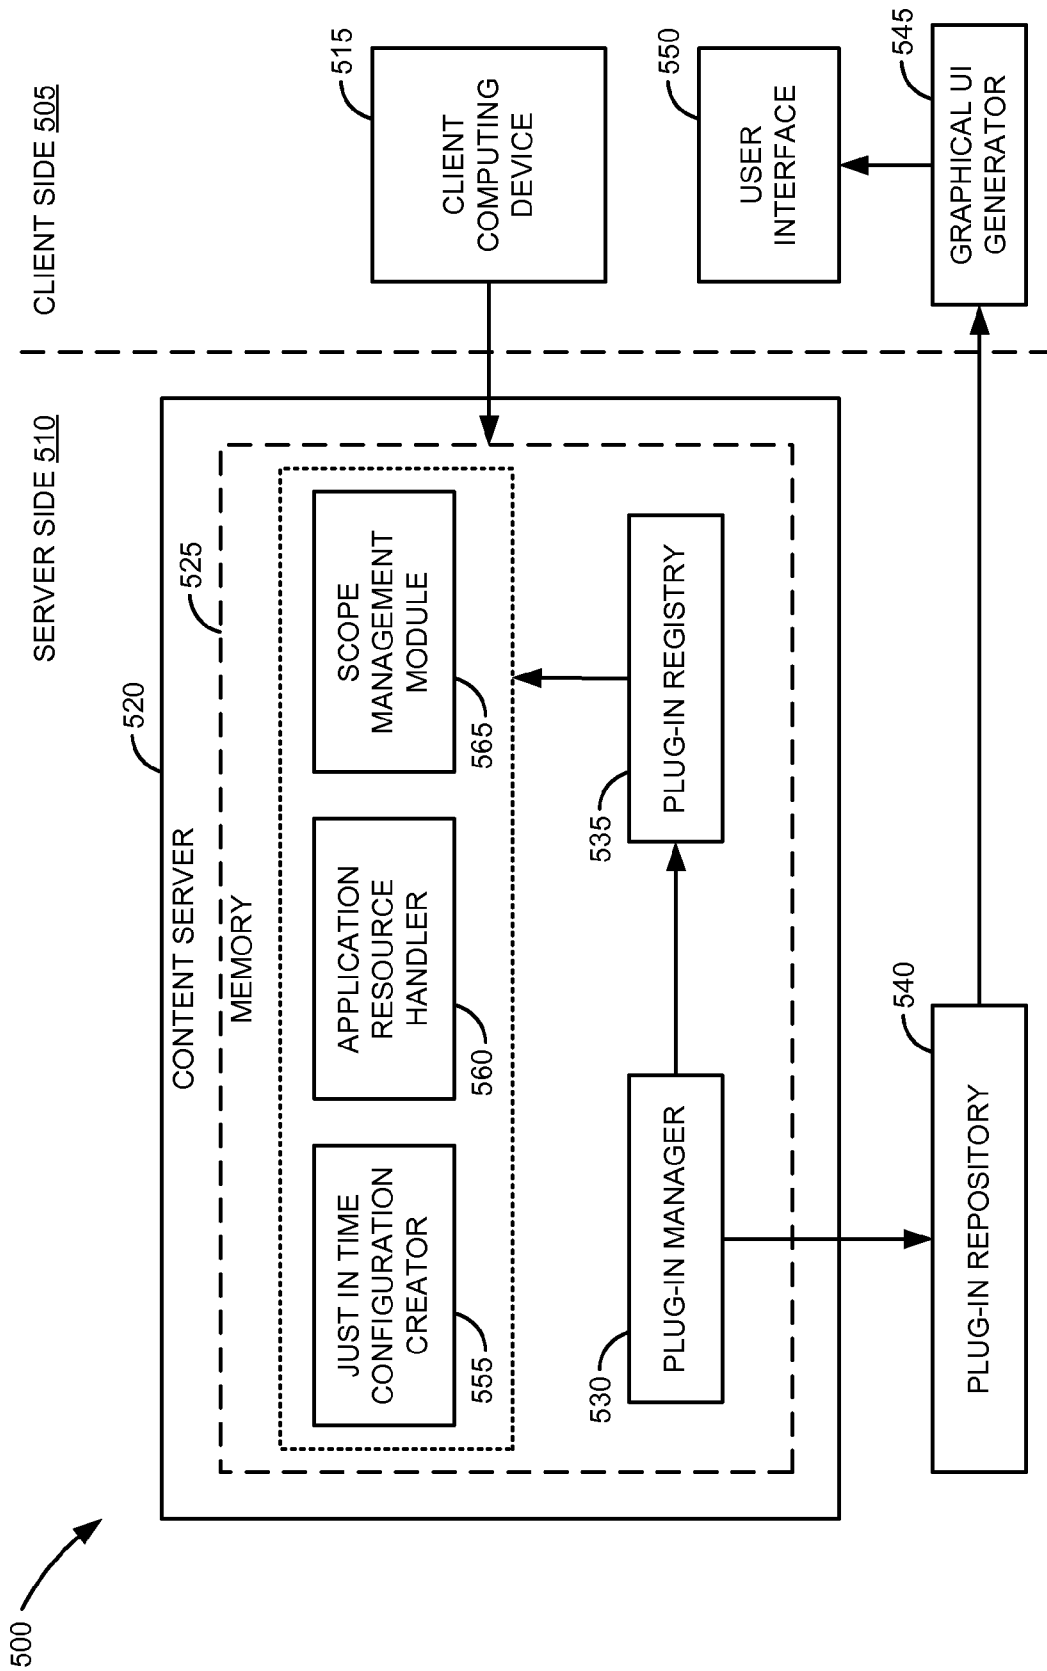 500
SERVER SIDE 510
CLIENT SIDE 505
520
CONTENT SERVER
525
MEMORY
JUST IN TIME
CONFIGURATION
CREATOR
555
APPLICATION
RESOURCE
HANDLER
560
SCOPE
MANAGEMENT
MODULE
565
515
CLIENT
COMPUTING
DEVICE
530
PLUG-IN MANAGER
535
PLUG-IN REGISTRY
550
USER
INTERFACE
540
PLUG-IN REPOSITORY
545
GRAPHICAL UI
GENERATOR